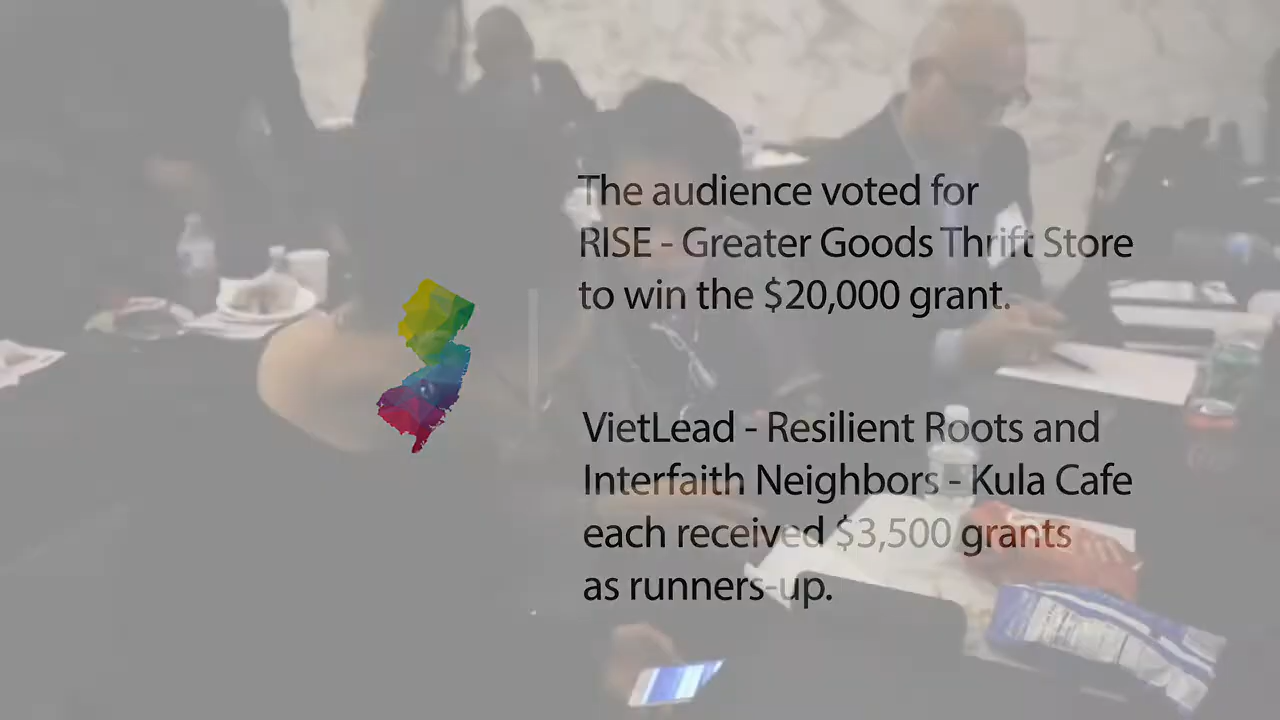 The audience voted for
RISE - Greater Goods Thrift Store
to win the $20,000 grant.
VietLead - Resilient Roots and
Interfaith Neighbors - Kula Cafe
each received $3,500 grants
as runners-up.